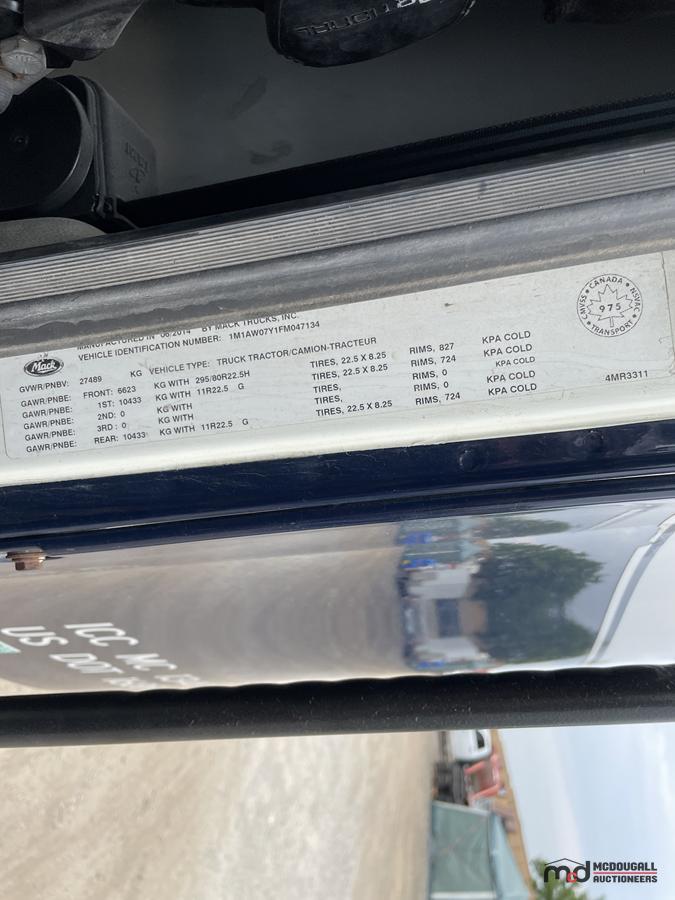 MANUFACTURED IN 06/2014 BY MACK TRUCKS, INC.
VEHICLE IDENTIFICATION NUMBER: 1M1AW07Y1FM047134
Mack
GVWR/PNBV: 27489 KG VEHICLE TYPE: TRUCK TRACTOR/CAMION-TRACTEUR
GAWR/PNBE: FRONT: 6623 KG WITH 295/80R22.5H TIRES, 22.5 X 8.25 RIMS, 827 KPA COLD
GAWR/PNBE: 1ST: 10433 KG WITH 11R22.5 G TIRES, 22.5 X 8.25 RIMS, 724 KPA COLD
GAWR/PNBE: 2ND: 0 KG WITH TIRES, RIMS, 0 KPA COLD
GAWR/PNBE: 3RD : 0 KG WITH TIRES, RIMS, 0 KPA COLD
GAWR/PNBE: REAR: 10433 KG WITH 11R22.5 G TIRES, 22.5 X 8.25 RIMS, 724 KPA COLD
CANADA
CMVSS 975 NSVAC
TRANSPORT
4MR3311
ICC MC
US DOT
mcd MCDOUGALL
AUCTIONEERS